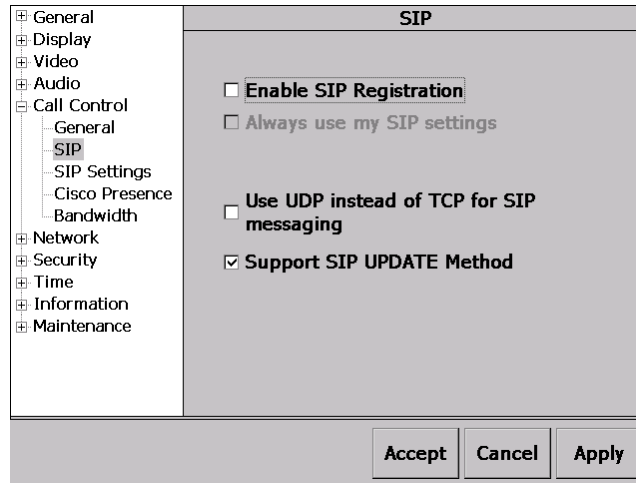 General
Display
Video
Audio
Call Control
General
SIP
SIP Settings
Cisco Presence
Bandwidth
Network
Security
Time
Information
Maintenance
SIP
Enable SIP Registration
Always use my SIP settings
Use UDP instead of TCP for SIP
messaging
Support SIP UPDATE Method
Accept
Cancel
Apply